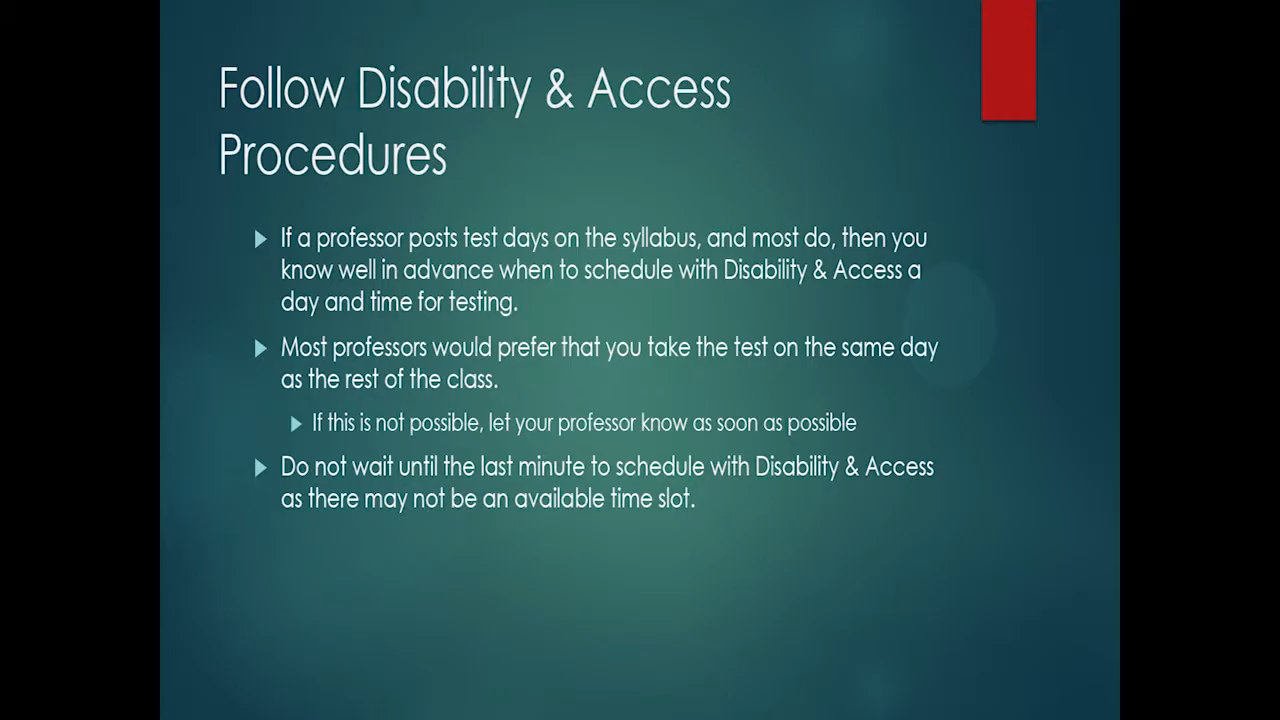 Follow Disability & Access
Procedures
If a professor posts test days on the syllabus, and most do, then you
know well in advance when to schedule with Disability & Access a
day and time for testing.
Most professors would prefer that you take the test on the same day
as the rest of the class.
If this is not possible, let your professor know as soon as possible
Do not wait until the last minute to schedule with Disability & Access
as there may not be an available time slot.